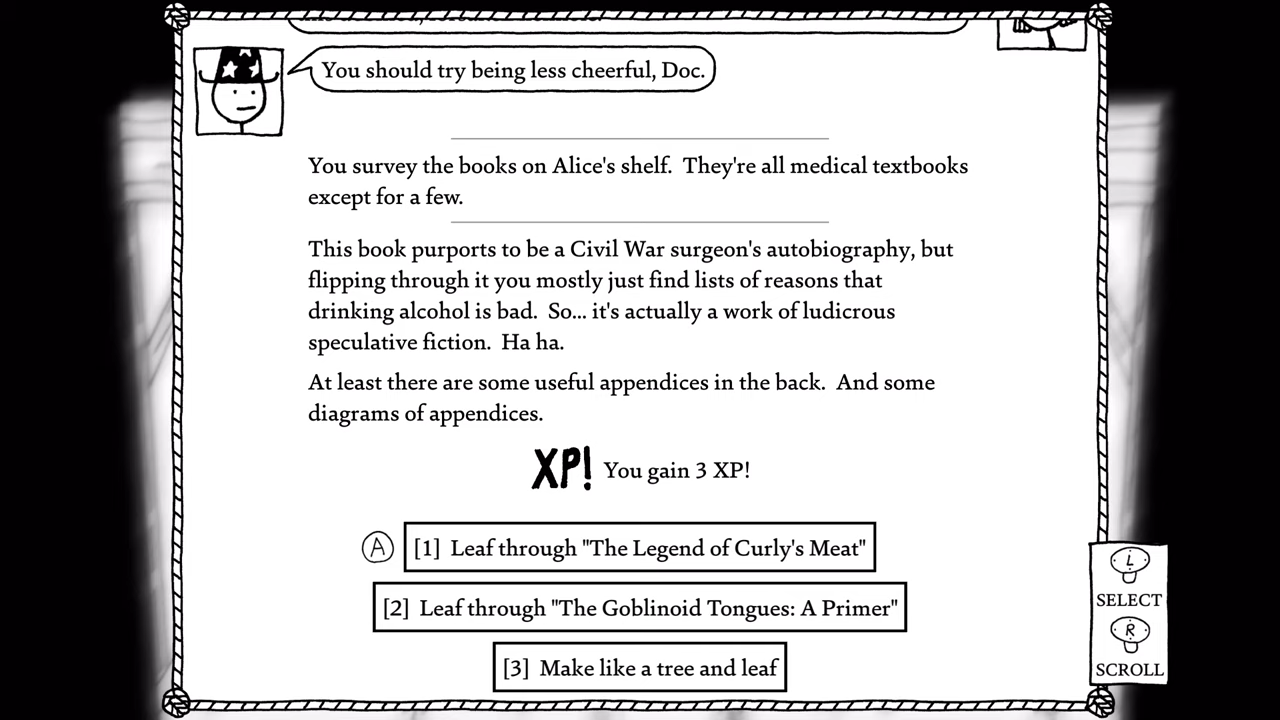 You should try being less cheerful, Doc.
You survey the books on Alice's shelf.  They're all medical textbooks
except for a few.
This book purports to be a Civil War surgeon's autobiography, but
flipping through it you mostly just find lists of reasons that
drinking alcohol is bad.  So... it's actually a work of ludicrous
speculative fiction.  Ha ha.
At least there are some useful appendices in the back.  And some
diagrams of appendices.
XP! You gain 3 XP!
A [1]  Leaf through "The Legend of Curly's Meat"
[2]  Leaf through "The Goblinoid Tongues: A Primer"
[3]  Make like a tree and leaf
L
SELECT
R
SCROLL